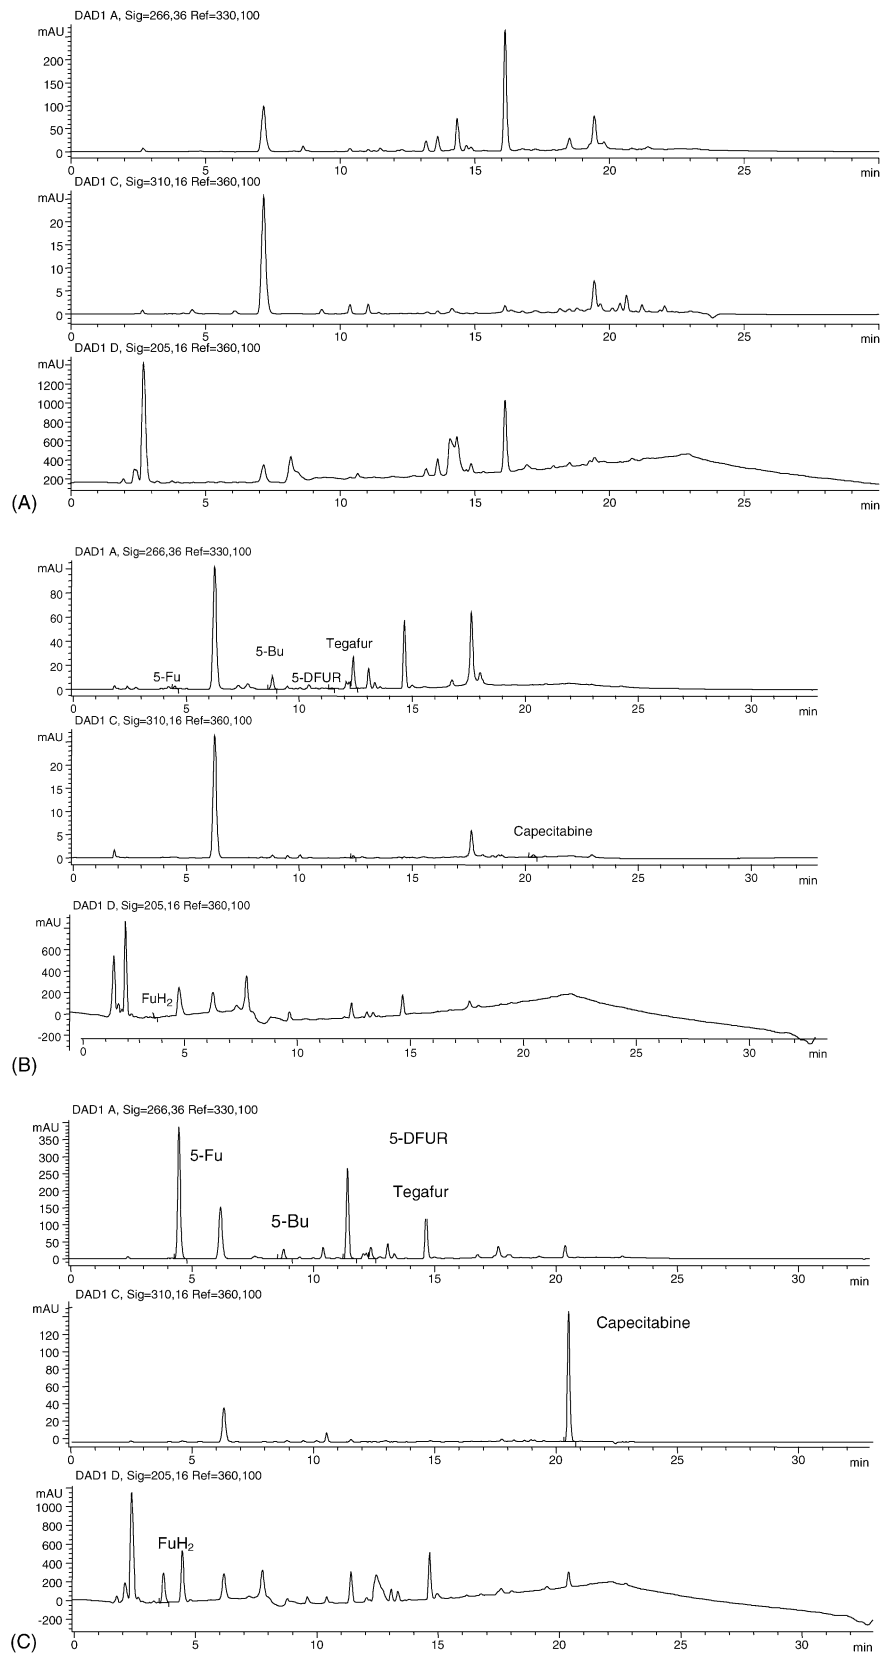 DAD1 A, Sig=266,36 Ref=330,100
mAU
200
150
100
50
0
0 5 10 15 20 25 min
DAD1 C, Sig=310,16 Ref=360,100
mAU
20
15
10
5
0
0 5 10 15 20 25 min
DAD1 D, Sig=205,16 Ref=360,100
mAU
1200
1000
800
600
400
200
0 5 10 15 20 25 min
(A)
DAD1 A, Sig=266,36 Ref=330,100
mAU
80
60
40
20
0
5-Fu 5-Bu 5-DFUR Tegafur
0 5 10 15 20 25 30 min
DAD1 C, Sig=310,16 Ref=360,100
mAU
20
15
10
5
0
Capecitabine
0 5 10 15 20 25 30 min
DAD1 D, Sig=205,16 Ref=360,100
mAU
600
400
200
0
-200
FuH2
0 5 10 15 20 25 30 min
(B)
DAD1 A, Sig=266,36 Ref=330,100
mAU
350
300
250
200
150
100
50
0
5-Fu
5-DFUR
Tegafur
5-Bu
5 10 15 20 25 30 min
DAD1 C, Sig=310,16 Ref=360,100
mAU
120
100
80
60
40
20
0
Capecitabine
0 5 10 15 20 25 30 min
DAD1 D, Sig=205,16 Ref=360,100
mAU
1000
800
600
400
200
0
-200
FuH2
0 5 10 15 20 25 30 min
(C)